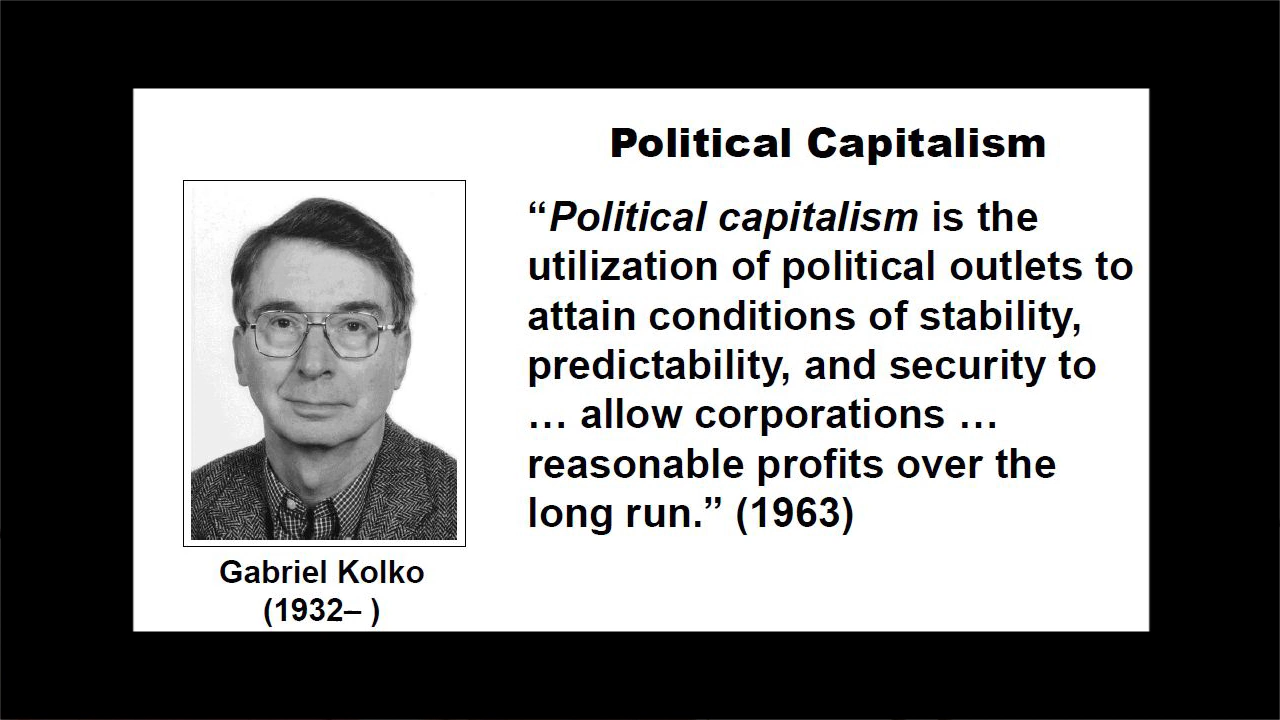 Political Capitalism
“Political capitalism is the
utilization of political outlets to
attain conditions of stability,
predictability, and security to
… allow corporations …
reasonable profits over the
long run.” (1963)
Gabriel Kolko
(1932– )